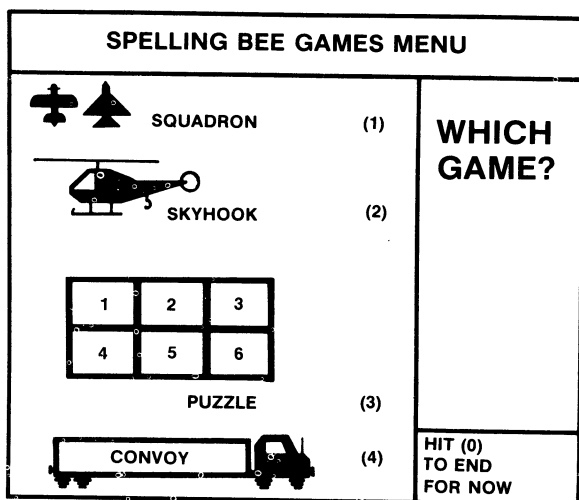 SPELLING BEE GAMES MENU
SQUADRON (1)
SKYHOOK (2)
1 2 3
4 5 6
PUZZLE (3)
CONVOY (4)
WHICH
GAME?
HIT (0)
TO END
FOR NOW